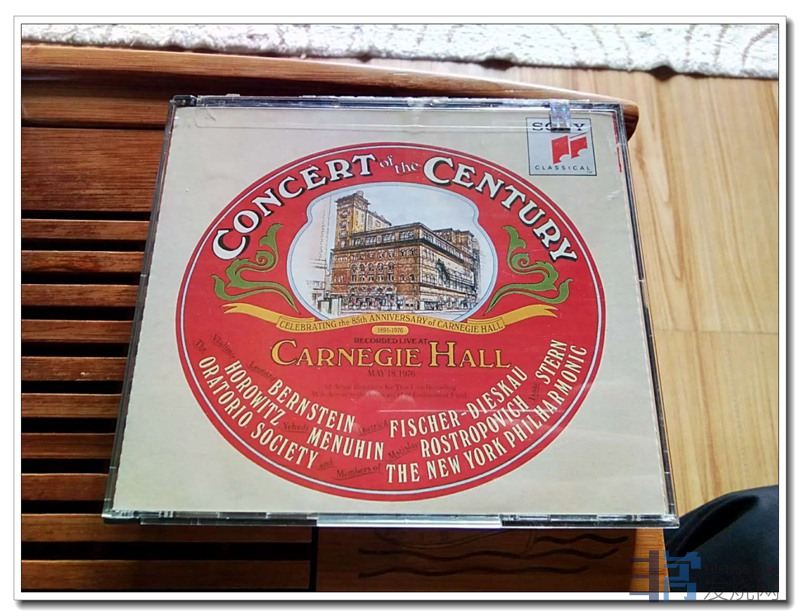 SONY
CLASSICAL
CONCERT of the CENTURY
CELEBRATING the 85th ANNIVERSARY of CARNEGIE HALL
1891-1976
RECORDED LIVE AT
CARNEGIE HALL
MAY 18, 1976
Leonard BERNSTEIN
Dietrich FISCHER-DIESKAU
Vladimir HOROWITZ
Yehudi MENUHIN
Mstislav ROSTROPOVICH
Isaac STERN
The ORATORIO SOCIETY
and Members of THE NEW YORK PHILHARMONIC